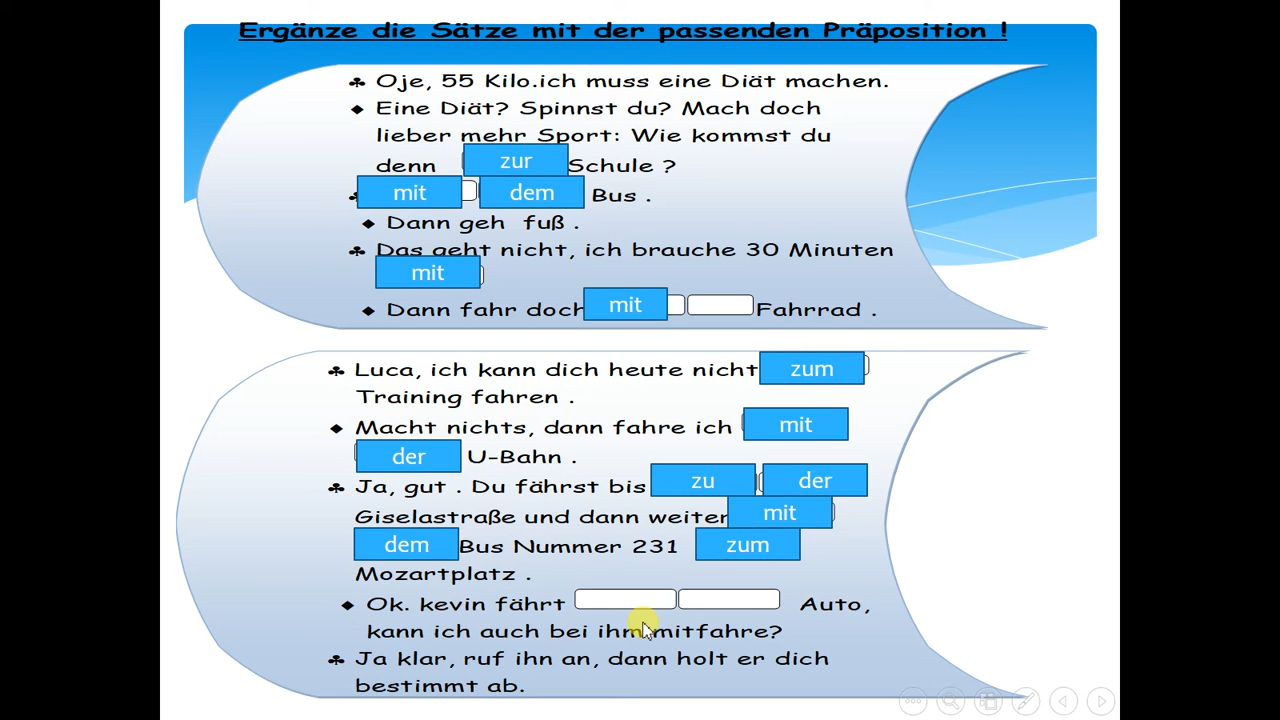 Ergänze die Sätze mit der passenden Präposition !
♣ Oje, 55 Kilo.ich muss eine Diät machen.
◆ Eine Diät? Spinnst du? Mach doch
lieber mehr Sport: Wie kommst du
denn zur Schule ?
♣ mit dem Bus .
◆ Dann geh fuß .
♣ Das geht nicht, ich brauche 30 Minuten
mit
◆ Dann fahr doch mit Fahrrad .
♣ Luca, ich kann dich heute nicht zum
Training fahren .
◆ Macht nichts, dann fahre ich mit
der U-Bahn .
♣ Ja, gut . Du fährst bis zu der
Giselastraße und dann weiter mit
dem Bus Nummer 231 zum
Mozartplatz .
◆ Ok. kevin fährt Auto,
kann ich auch bei ihm mitfahre?
♣ Ja klar, ruf ihn an, dann holt er dich
bestimmt ab.